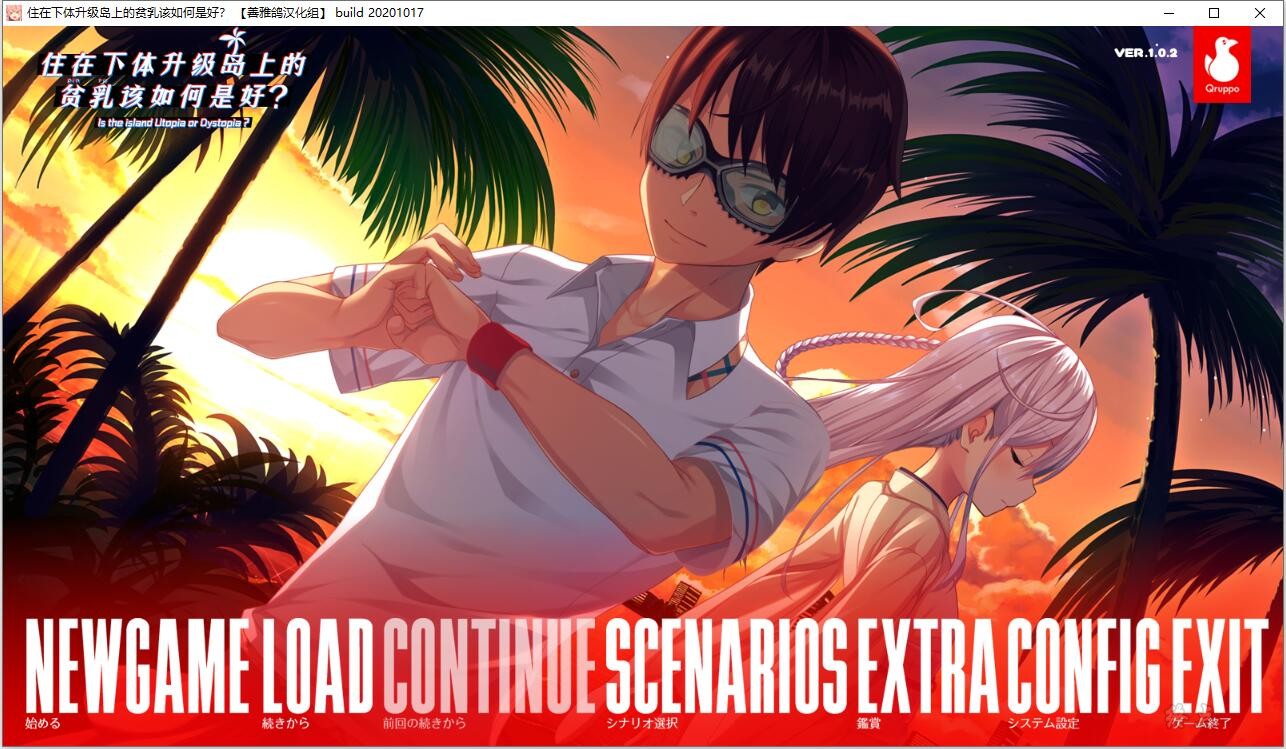 住在下体升级岛上的贫乳该如何是好？ 【善雅鸽汉化组】 build 20201017
住在下体升级岛上的
贫乳该如何是好？
Is the island Utopia or Dystopia ?
VER.1.0.2
Qruppo
NEWGAME LOAD CONTINUE SCENARIOS EXTRA CONFIG EXIT
始める 続きから 前回の続きから シナリオ選択 鑑賞 システム設定 ゲーム終了